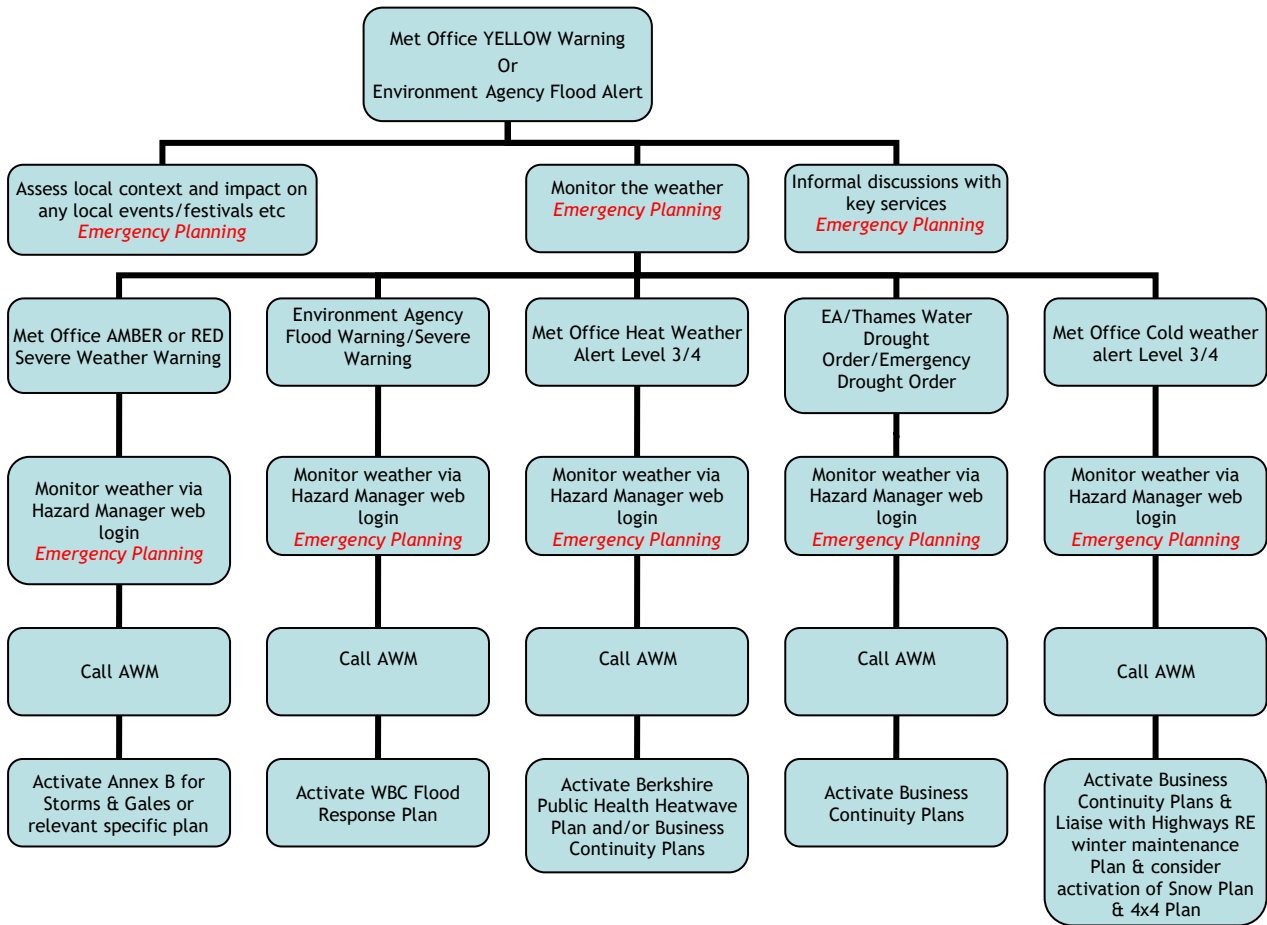 Met Office YELLOW Warning
Or
Environment Agency Flood Alert
Assess local context and impact on
any local events/festivals etc
Emergency Planning
Monitor the weather
Emergency Planning
Informal discussions with
key services
Emergency Planning
Met Office AMBER or RED
Severe Weather Warning
Environment Agency
Flood Warning/Severe
Warning
Met Office Heat Weather
Alert Level 3/4
EA/Thames Water
Drought
Order/Emergency
Drought Order
Met Office Cold weather
alert Level 3/4
Monitor weather via
Hazard Manager web
login
Emergency Planning
Monitor weather via
Hazard Manager web
login
Emergency Planning
Monitor weather via
Hazard Manager web
login
Emergency Planning
Monitor weather via
Hazard Manager web
login
Emergency Planning
Monitor weather via
Hazard Manager web
login
Emergency Planning
Call AWM
Call AWM
Call AWM
Call AWM
Call AWM
Activate Annex B for
Storms & Gales or
relevant specific plan
Activate WBC Flood
Response Plan
Activate Berkshire
Public Health Heatwave
Plan and/or Business
Continuity Plans
Activate Business
Continuity Plans
Activate Business
Continuity Plans &
Liaise with Highways RE
winter maintenance
Plan & consider
activation of Snow Plan
& 4x4 Plan